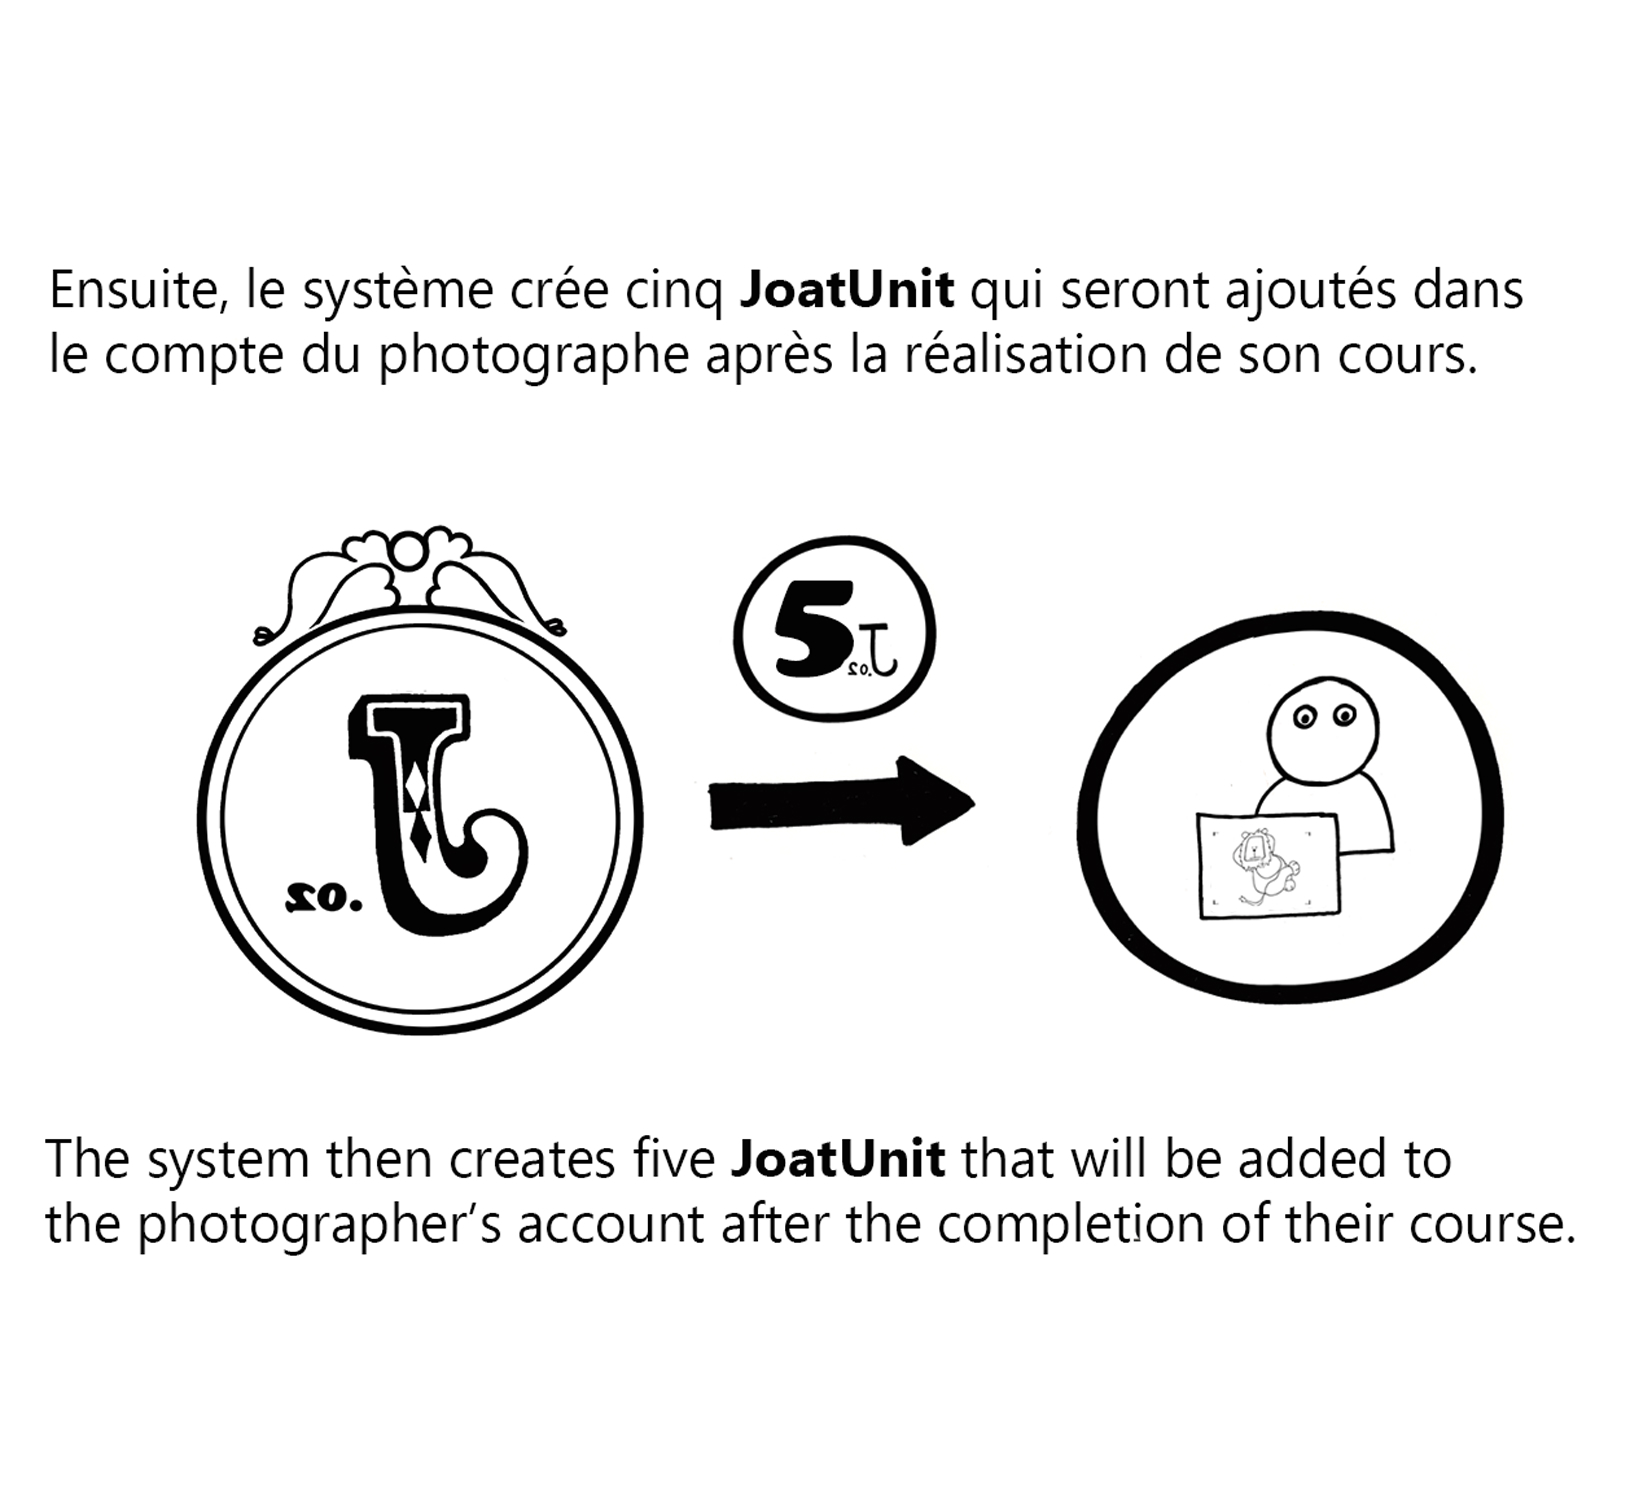 Ensuite, le système crée cinq JoatUnit qui seront ajoutés dans
le compte du photographe après la réalisation de son cours.
5 J.02
J.02
The system then creates five JoatUnit that will be added to
the photographer’s account after the completion of their course.